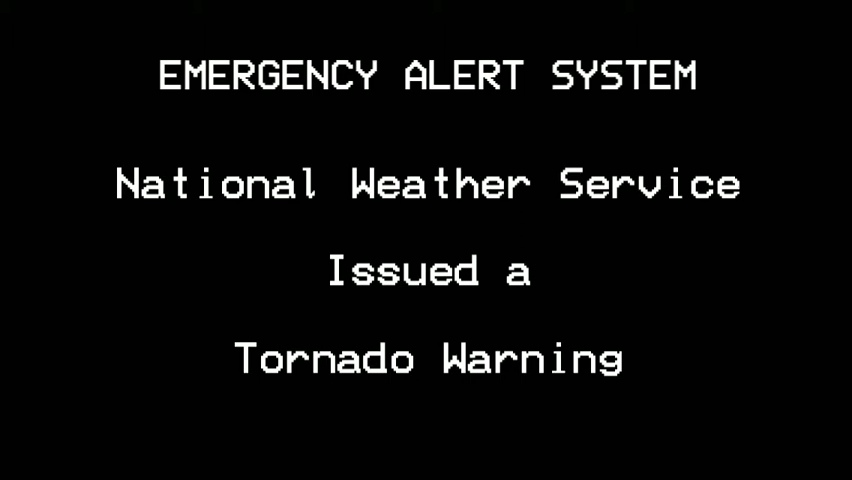 EMERGENCY ALERT SYSTEM
National Weather Service
Issued a
Tornado Warning